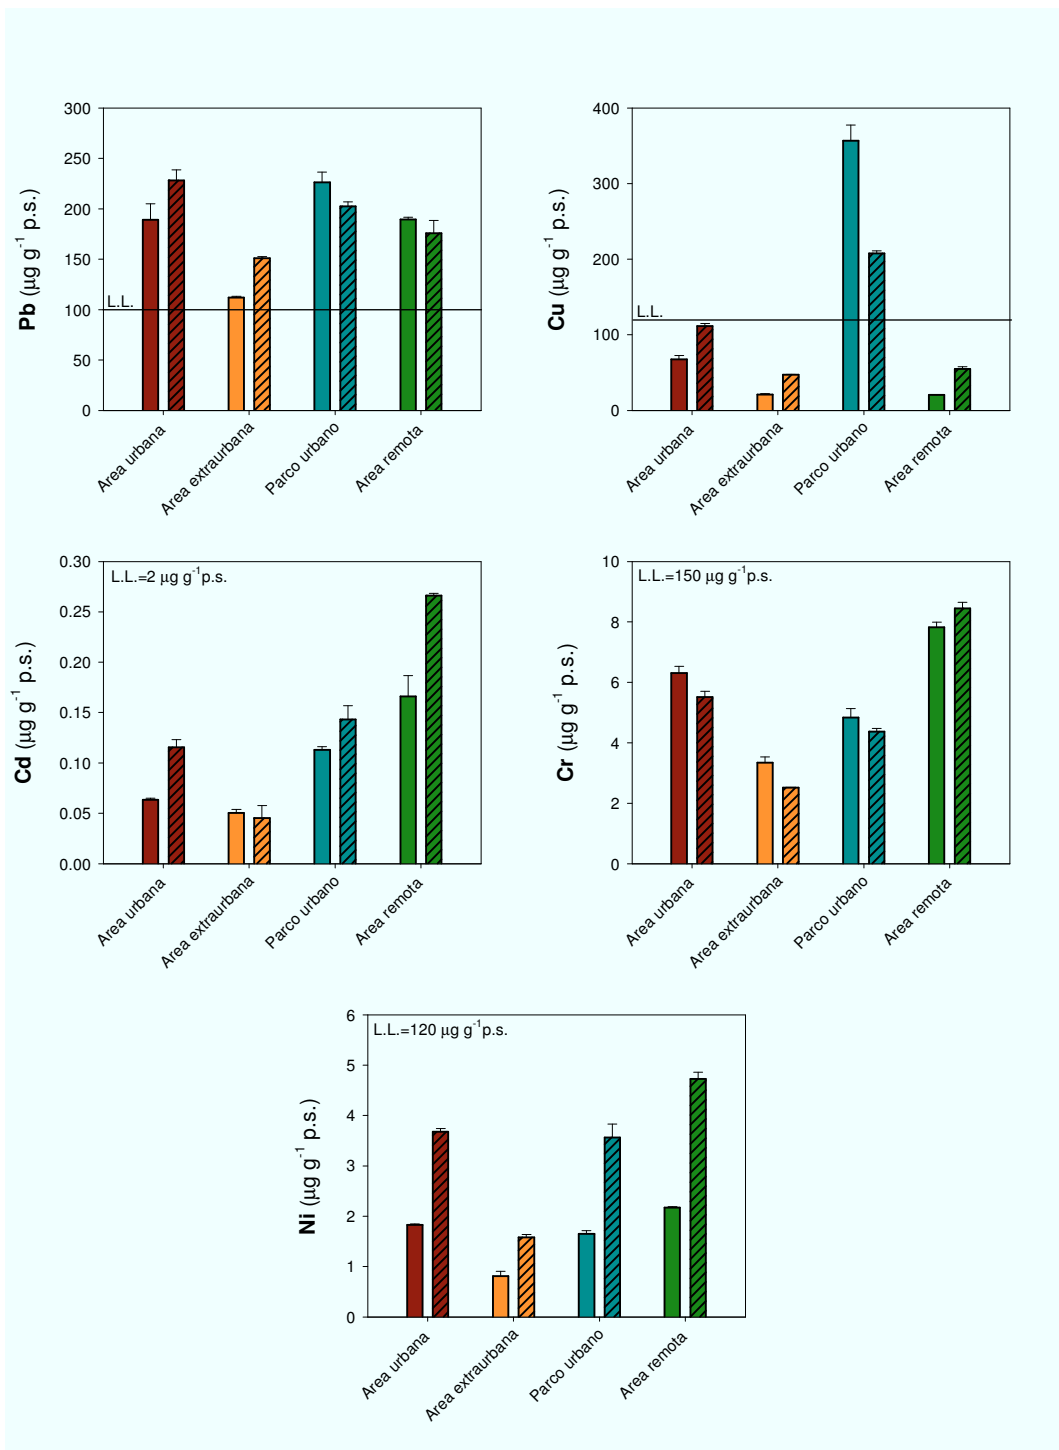 300
250
200
150
100
50
0
Pb (µg g⁻¹ p.s.)
L.L.
Area urbana
Area extraurbana
Parco urbano
Area remota
400
300
200
100
0
Cu (µg g⁻¹ p.s.)
L.L.
Area urbana
Area extraurbana
Parco urbano
Area remota
0.30
0.25
0.20
0.15
0.10
0.05
0.00
Cd (µg g⁻¹ p.s.)
L.L.=2 µg g⁻¹p.s.
Area urbana
Area extraurbana
Parco urbano
Area remota
10
8
6
4
2
0
Cr (µg g⁻¹ p.s.)
L.L.=150 µg g⁻¹p.s.
Area urbana
Area extraurbana
Parco urbano
Area remota
6
5
4
3
2
1
0
Ni (µg g⁻¹ p.s.)
L.L.=120 µg g⁻¹p.s.
Area urbana
Area extraurbana
Parco urbano
Area remota